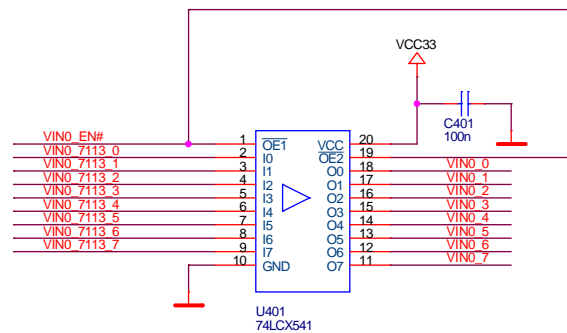 VCC33
C401
100n
VIN0_EN# 1 OE1 VCC 20
VIN0_7113_0 2 I0 OE2 19
VIN0_7113_1 3 I1 O0 18 VIN0_0
VIN0_7113_2 4 I2 O1 17 VIN0_1
VIN0_7113_3 5 I3 O2 16 VIN0_2
VIN0_7113_4 6 I4 O3 15 VIN0_3
VIN0_7113_5 7 I5 O4 14 VIN0_4
VIN0_7113_6 8 I6 O5 13 VIN0_5
VIN0_7113_7 9 I7 O6 12 VIN0_6
10 GND O7 11 VIN0_7
U401
74LCX541